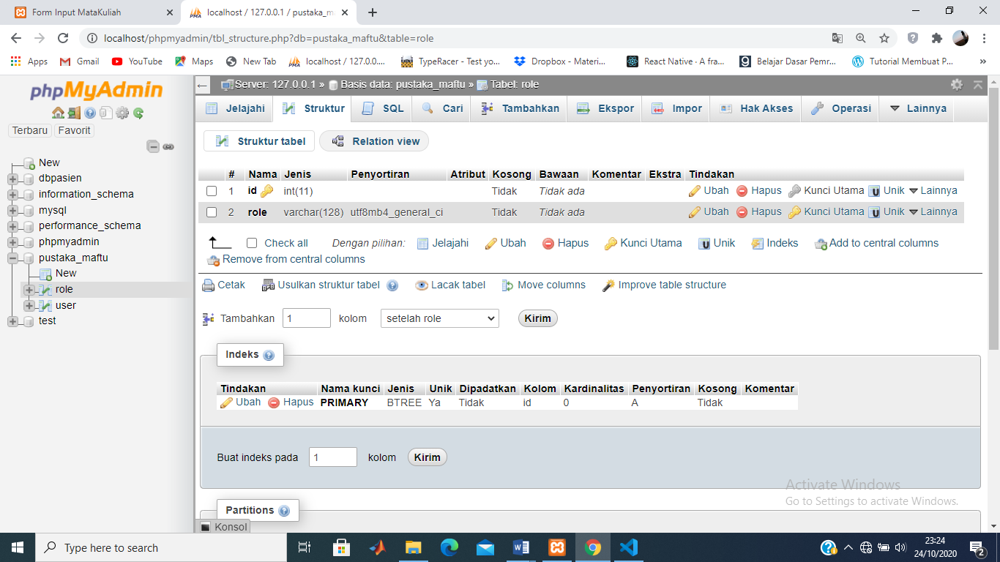 Form Input MataKuliah
localhost / 127.0.0.1 / pustaka_ma
localhost/phpmyadmin/tbl_structure.php?db=pustaka_maftu&table=role
Apps Gmail YouTube Maps New Tab localhost / 127.0.0.... TypeRacer - Test yo... Dropbox - Materi... React Native · A fra... Belajar Dasar Pemr... Tutorial Membuat P... »
phpMyAdmin
Terbaru Favorit
New
dbpasien
information_schema
mysql
performance_schema
phpmyadmin
pustaka_maftu
New
role
user
test
Server: 127.0.0.1 » Basis data: pustaka_maftu » Tabel: role
Jelajahi Struktur SQL Cari Tambahkan Ekspor Impor Hak Akses Operasi Lainnya
Struktur tabel Relation view
# Nama Jenis Penyortiran Atribut Kosong Bawaan Komentar Ekstra Tindakan
1 id int(11) Tidak Tidak ada Ubah Hapus Kunci Utama Unik Lainnya
2 role varchar(128) utf8mb4_general_ci Tidak Tidak ada Ubah Hapus Kunci Utama Unik Lainnya
Check all Dengan pilihan: Jelajahi Ubah Hapus Kunci Utama Unik Indeks Add to central columns
Remove from central columns
Cetak Usulkan struktur tabel Lacak tabel Move columns Improve table structure
Tambahkan 1 kolom setelah role Kirim
Indeks
Tindakan Nama kunci Jenis Unik Dipadatkan Kolom Kardinalitas Penyortiran Kosong Komentar
Ubah Hapus PRIMARY BTREE Ya Tidak id 0 A Tidak
Buat indeks pada 1 kolom Kirim
Activate Windows
Go to Settings to activate Windows.
Partitions
Konsol
Type here to search
23:24
24/10/2020
2